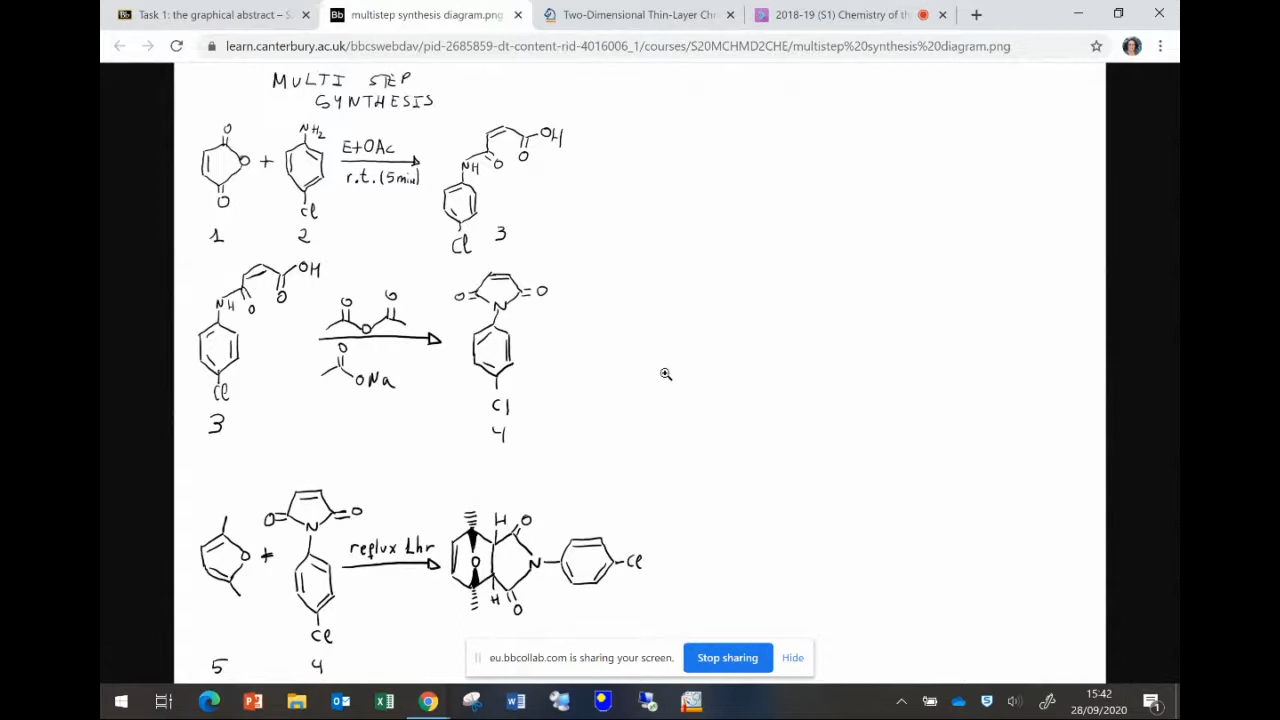 Task 1: the graphical abstract – S
multistep synthesis diagram.png
Two-Dimensional Thin-Layer Chr
2018-19 (S1) Chemistry of th
learn.canterbury.ac.uk/bbcswebdav/pid-2685859-dt-content-rid-4016006_1/courses/S20MCHMD2CHE/multistep%20synthesis%20diagram.png
MULTI STEP
SYNTHESIS
O O O + NH2 Cl
EtOAc
r.t. (5 min)
OH O O NH Cl
1 2 3
OH O O NH Cl
O O O
O ONa
O O N Cl
3 4
O + O O N Cl
reflux 1hr
H O O N Cl H O
5 4
eu.bbcollab.com is sharing your screen.
Stop sharing
Hide
15:42
28/09/2020